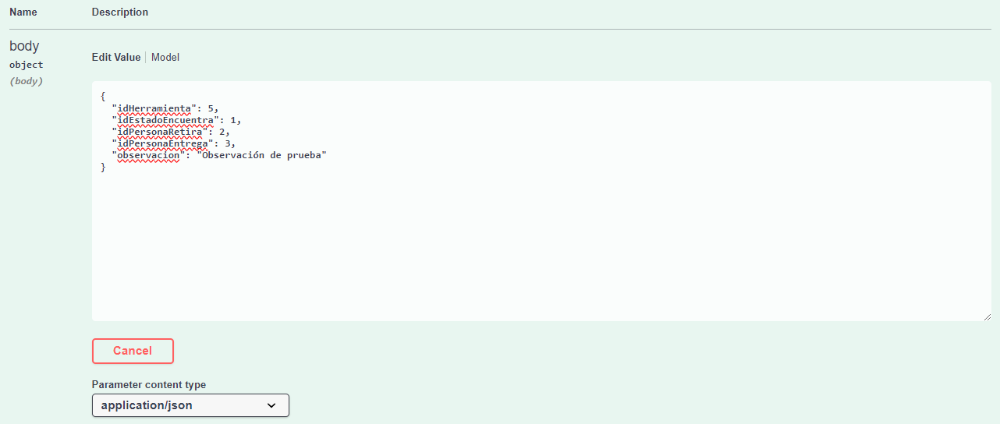 Name Description
body
object
(body)
Edit Value Model
{
  "idHerramienta": 5,
  "idEstadoEncuentra": 1,
  "idPersonaRetira": 2,
  "idPersonaEntrega": 3,
  "observacion": "Observación de prueba"
}
Cancel
Parameter content type
application/json